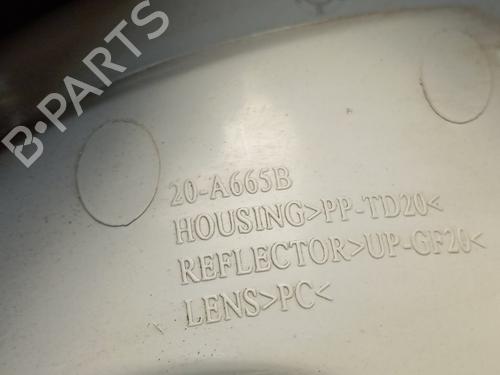 B-PARTS
20-A665B
HOUSING>PP-TD20<
REFLECTOR>UP-GF20<
LENS>PC<